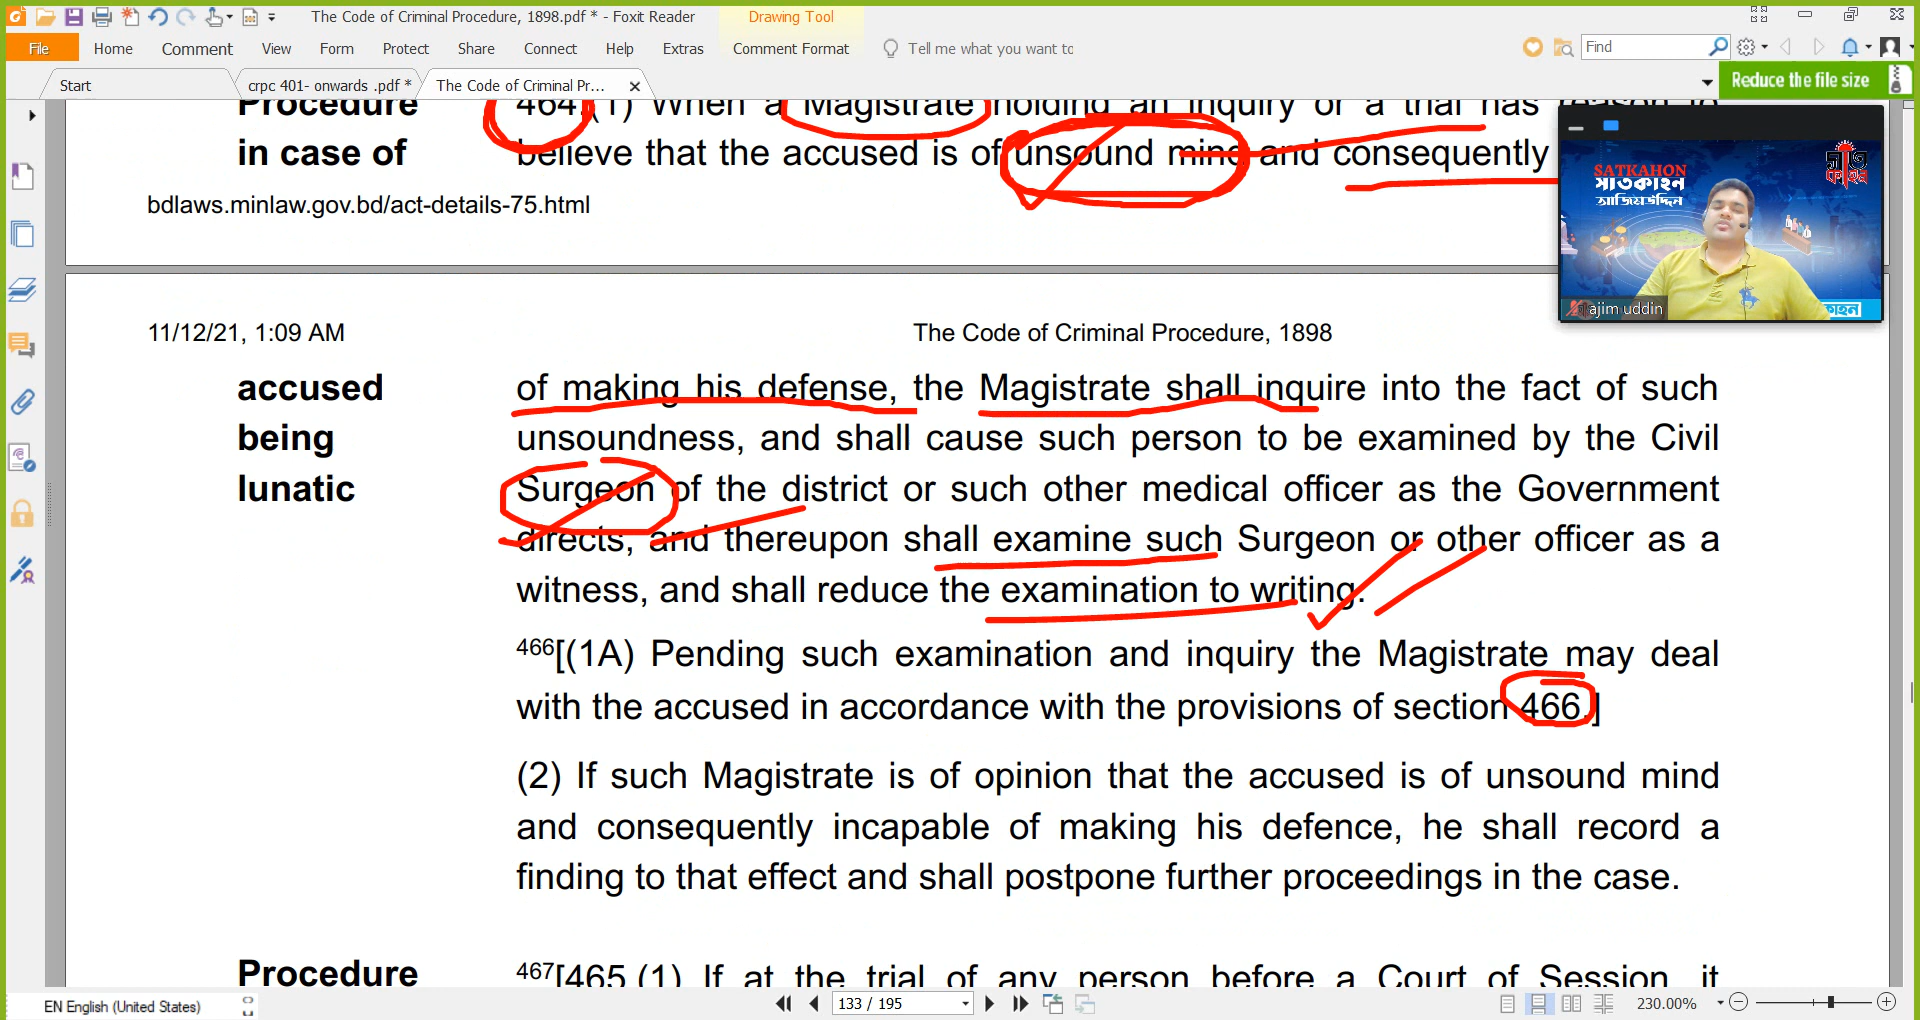 The Code of Criminal Procedure, 1898.pdf * - Foxit Reader
Drawing Tool
File Home Comment View Form Protect Share Connect Help Extras Comment Format Tell me what you want to
Find
Start crpc 401- onwards .pdf * The Code of Criminal Pr...
Reduce the file size
Procedure 464.(1) When a Magistrate holding an inquiry or a trial has reason to
in case of believe that the accused is of unsound mind and consequently
bdlaws.minlaw.gov.bd/act-details-75.html
SATKAHON
সাতকাহন
আজিমউদ্দিন
সাত
কাহন
ajim uddin
11/12/21, 1:09 AM The Code of Criminal Procedure, 1898
accused of making his defense, the Magistrate shall inquire into the fact of such
being unsoundness, and shall cause such person to be examined by the Civil
lunatic Surgeon of the district or such other medical officer as the Government
directs, and thereupon shall examine such Surgeon or other officer as a
witness, and shall reduce the examination to writing.
466[(1A) Pending such examination and inquiry the Magistrate may deal
with the accused in accordance with the provisions of section 466.]
(2) If such Magistrate is of opinion that the accused is of unsound mind
and consequently incapable of making his defence, he shall record a
finding to that effect and shall postpone further proceedings in the case.
Procedure 467[465.(1) If at the trial of any person before a Court of Session, it
EN English (United States)
133 / 195
230.00%